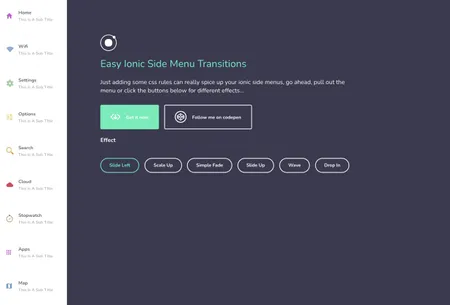 Home
This Is A Sub Title
Wifi
This Is A Sub Title
Settings
This Is A Sub Title
Options
This Is A Sub Title
Search
This Is A Sub Title
Cloud
This Is A Sub Title
Stopwatch
This Is A Sub Title
Apps
This Is A Sub Title
Map
This Is A Sub Title
Easy Ionic Side Menu Transitions
Just adding some css rules can really spice up your ionic side menus, go ahead, pull out the
menu or click the buttons below for different effects...
Follow me on codepen
Effect
Slide Left
Scale Up
Simple Fade
Slide Up
Wave
Drop In